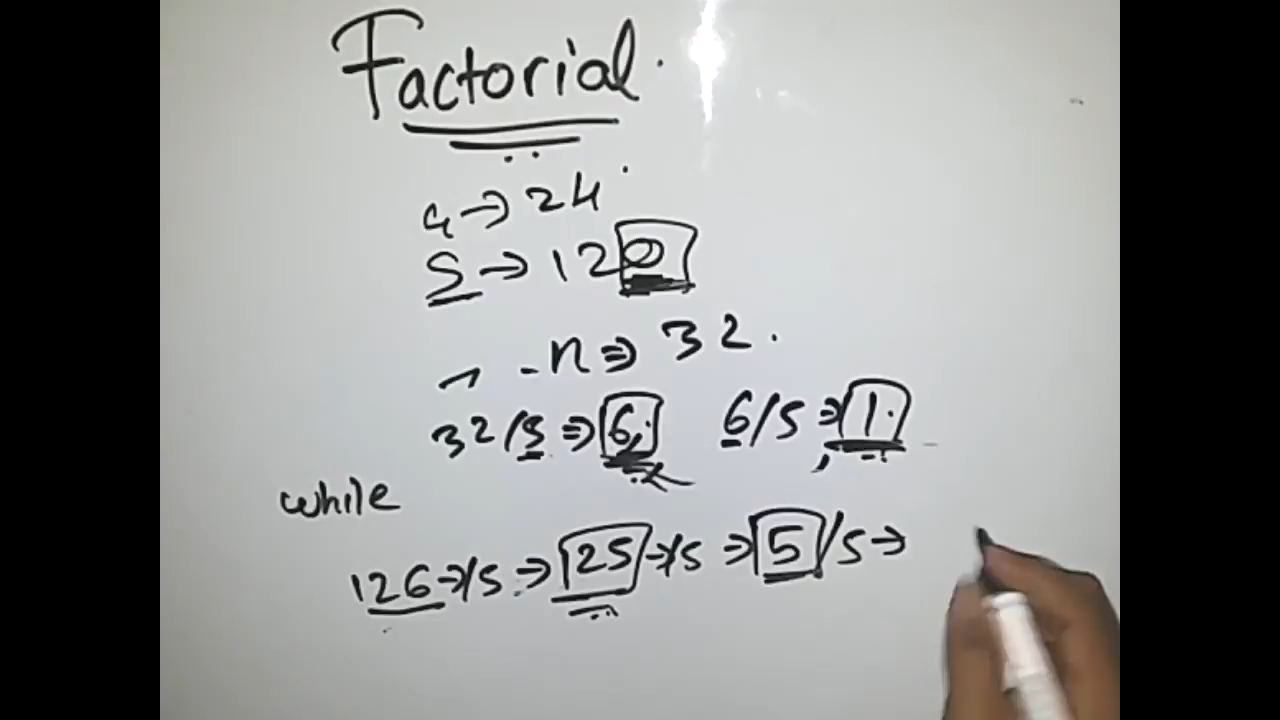 Factorial.
4 → 24
5 → 120
n ⇒ 32.
32/5 ⇒ 6. 6/5 ⇒ 1.
while
126 → /5 ⇒ 25 → /5 ⇒ 5 /5 →